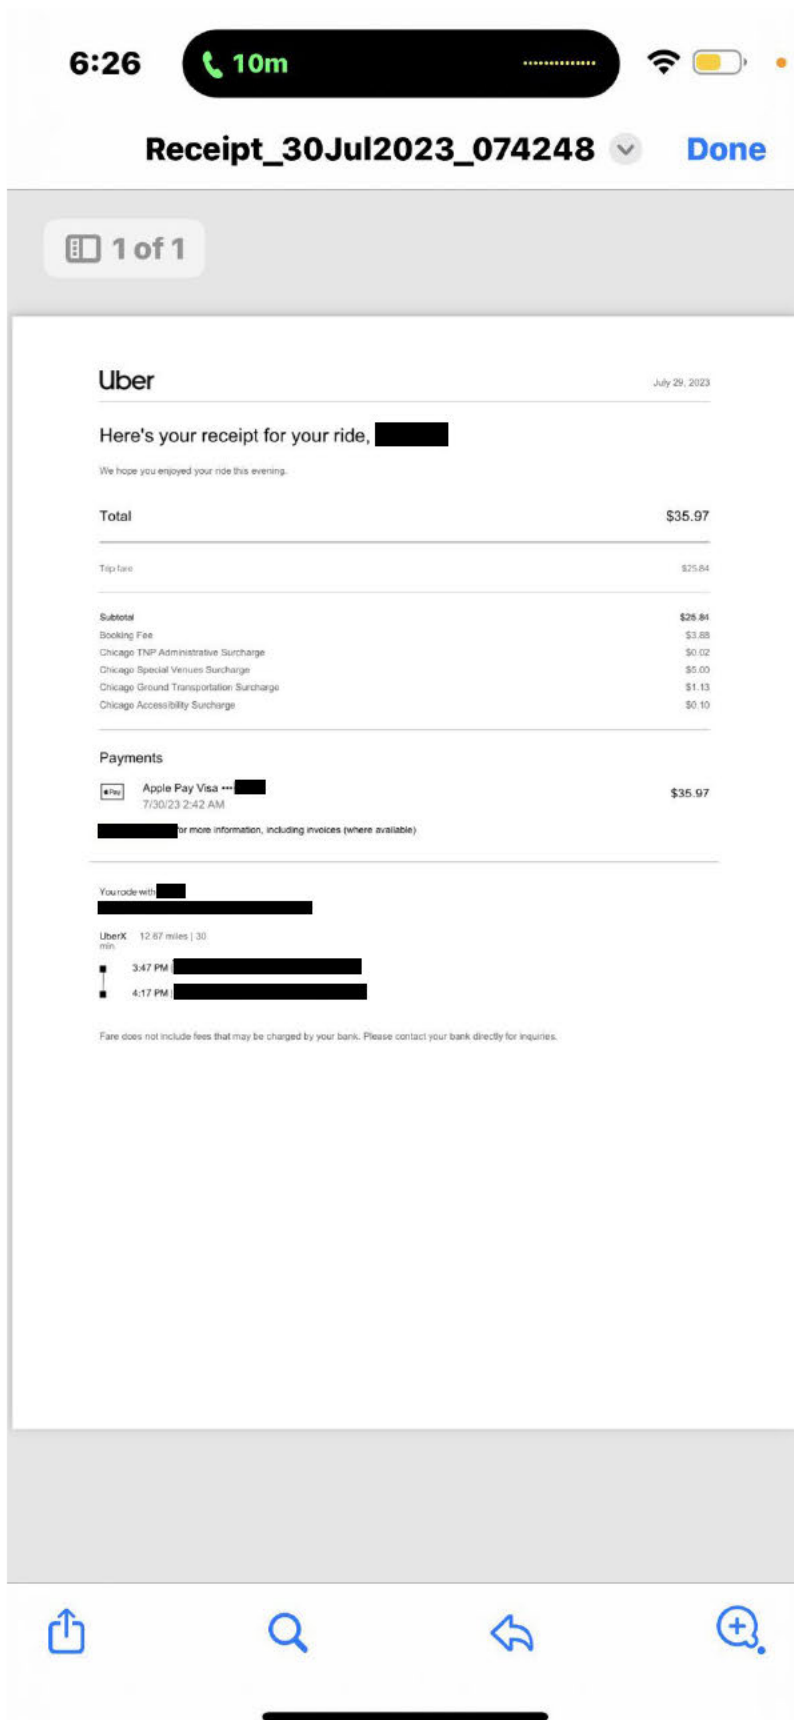 6:26 10m
Receipt_30Jul2023_074248 Done
1 of 1
Uber July 29, 2023
Here's your receipt for your ride,
We hope you enjoyed your ride this evening.
Total $35.97
Trip fare $25.84
Subtotal $25.84
Booking Fee $3.88
Chicago TNP Administrative Surcharge $0.02
Chicago Special Venues Surcharge $5.00
Chicago Ground Transportation Surcharge $1.13
Chicago Accessibility Surcharge $0.10
Payments
Pay Apple Pay Visa •••• $35.97
7/30/23 2:42 AM
for more information, including invoices (where available)
You rode with
UberX 12.67 miles | 30
min
3:47 PM |
4:17 PM |
Fare does not include fees that may be charged by your bank. Please contact your bank directly for inquiries.